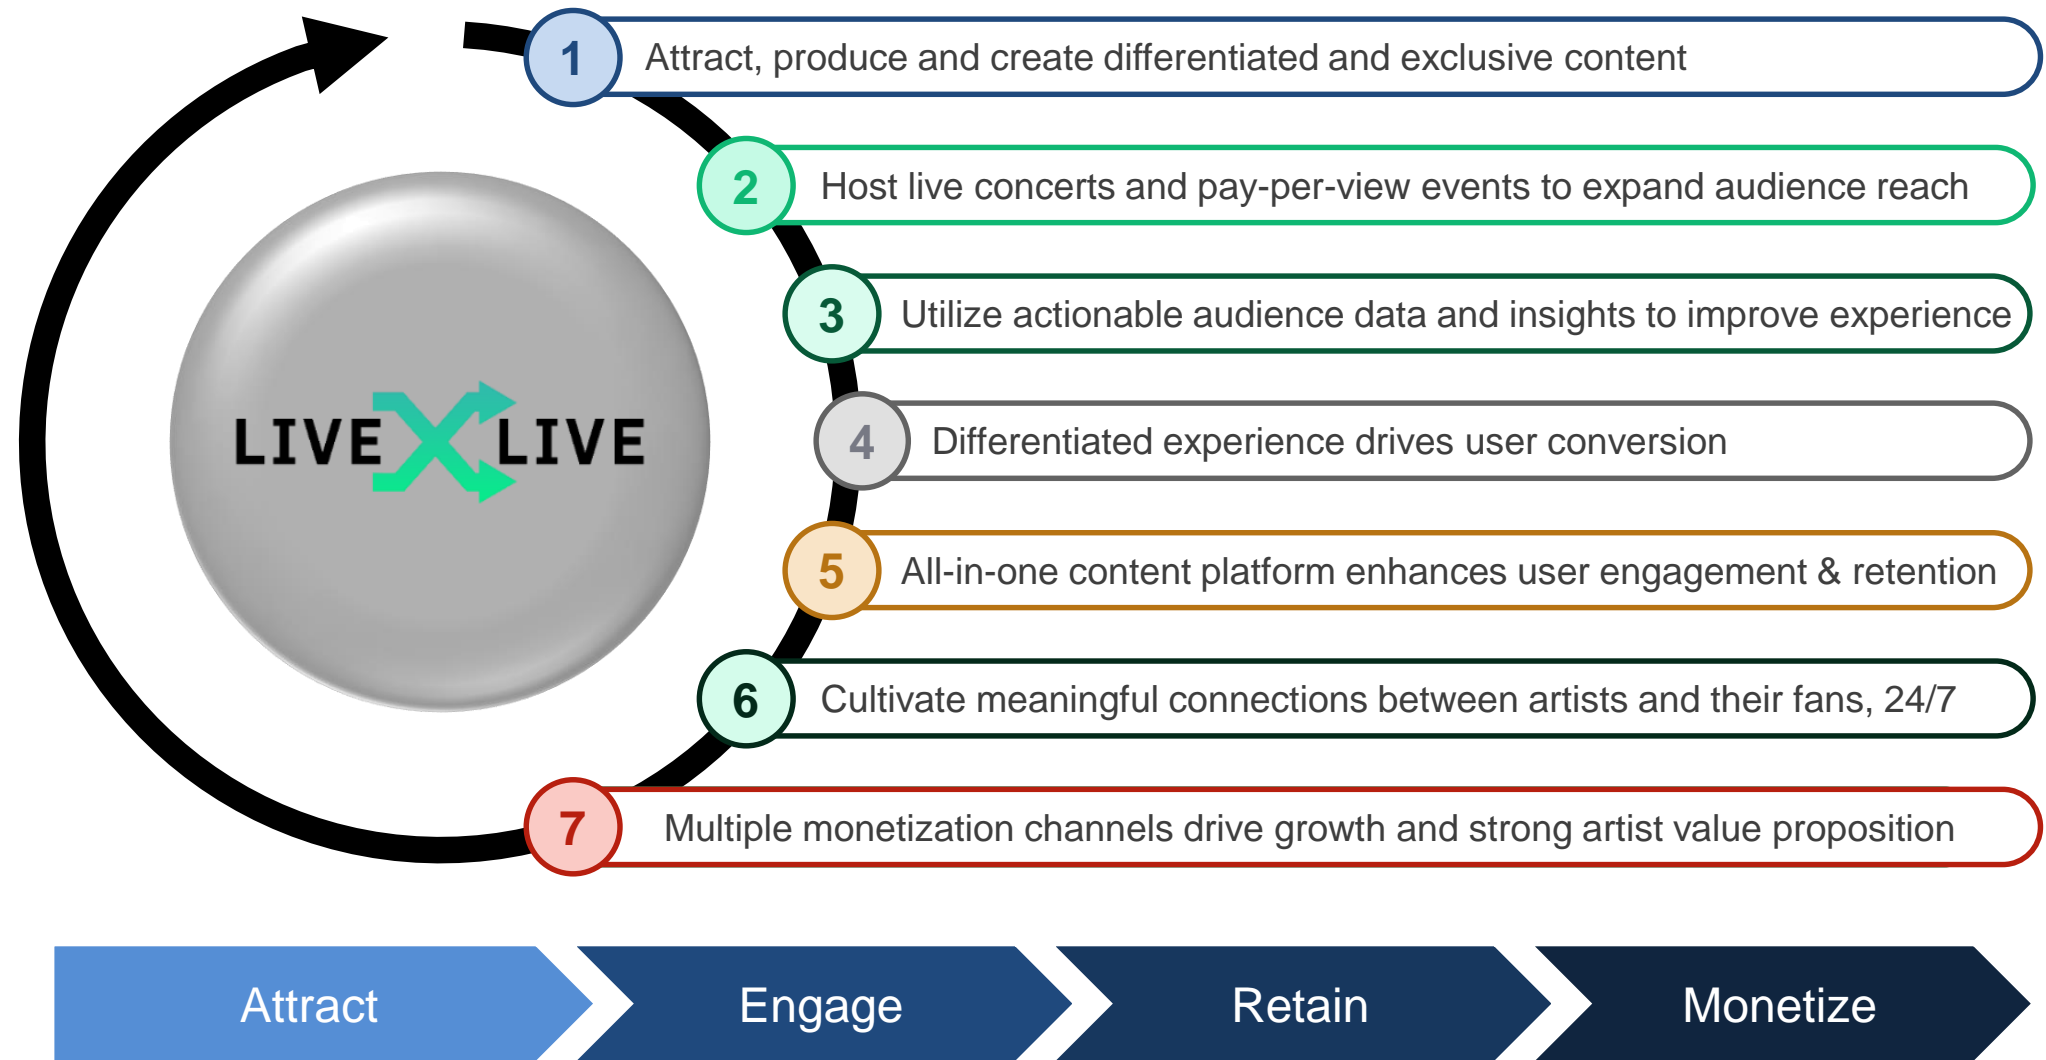 1 Attract, produce and create differentiated and exclusive content
2 Host live concerts and pay-per-view events to expand audience reach
3 Utilize actionable audience data and insights to improve experience
LIVE X LIVE
4 Differentiated experience drives user conversion
5 All-in-one content platform enhances user engagement & retention
6 Cultivate meaningful connections between artists and their fans, 24/7
7 Multiple monetization channels drive growth and strong artist value proposition
Attract Engage Retain Monetize